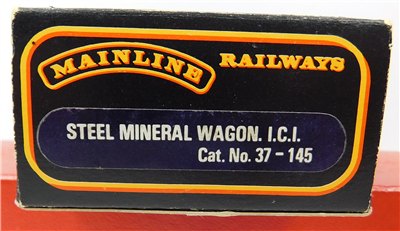 MAINLINE RAILWAYS
STEEL MINERAL WAGON. I.C.I.
Cat. No. 37-145